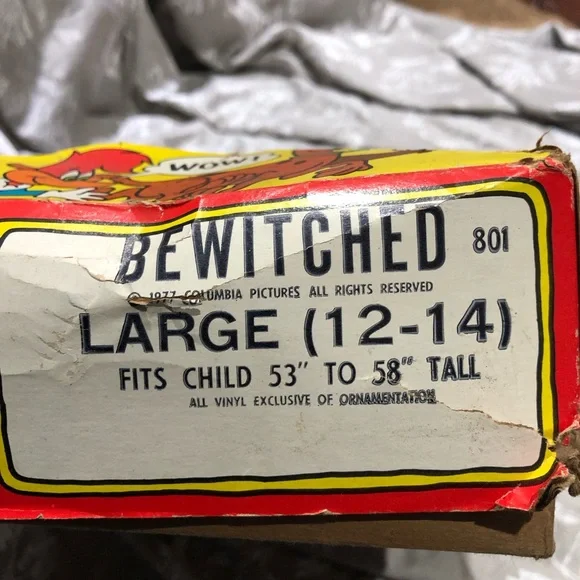 WOW!
BEWITCHED 801
© 1977 COLUMBIA PICTURES ALL RIGHTS RESERVED
LARGE (12-14)
FITS CHILD 53" TO 58" TALL
ALL VINYL EXCLUSIVE OF ORNAMENTATION